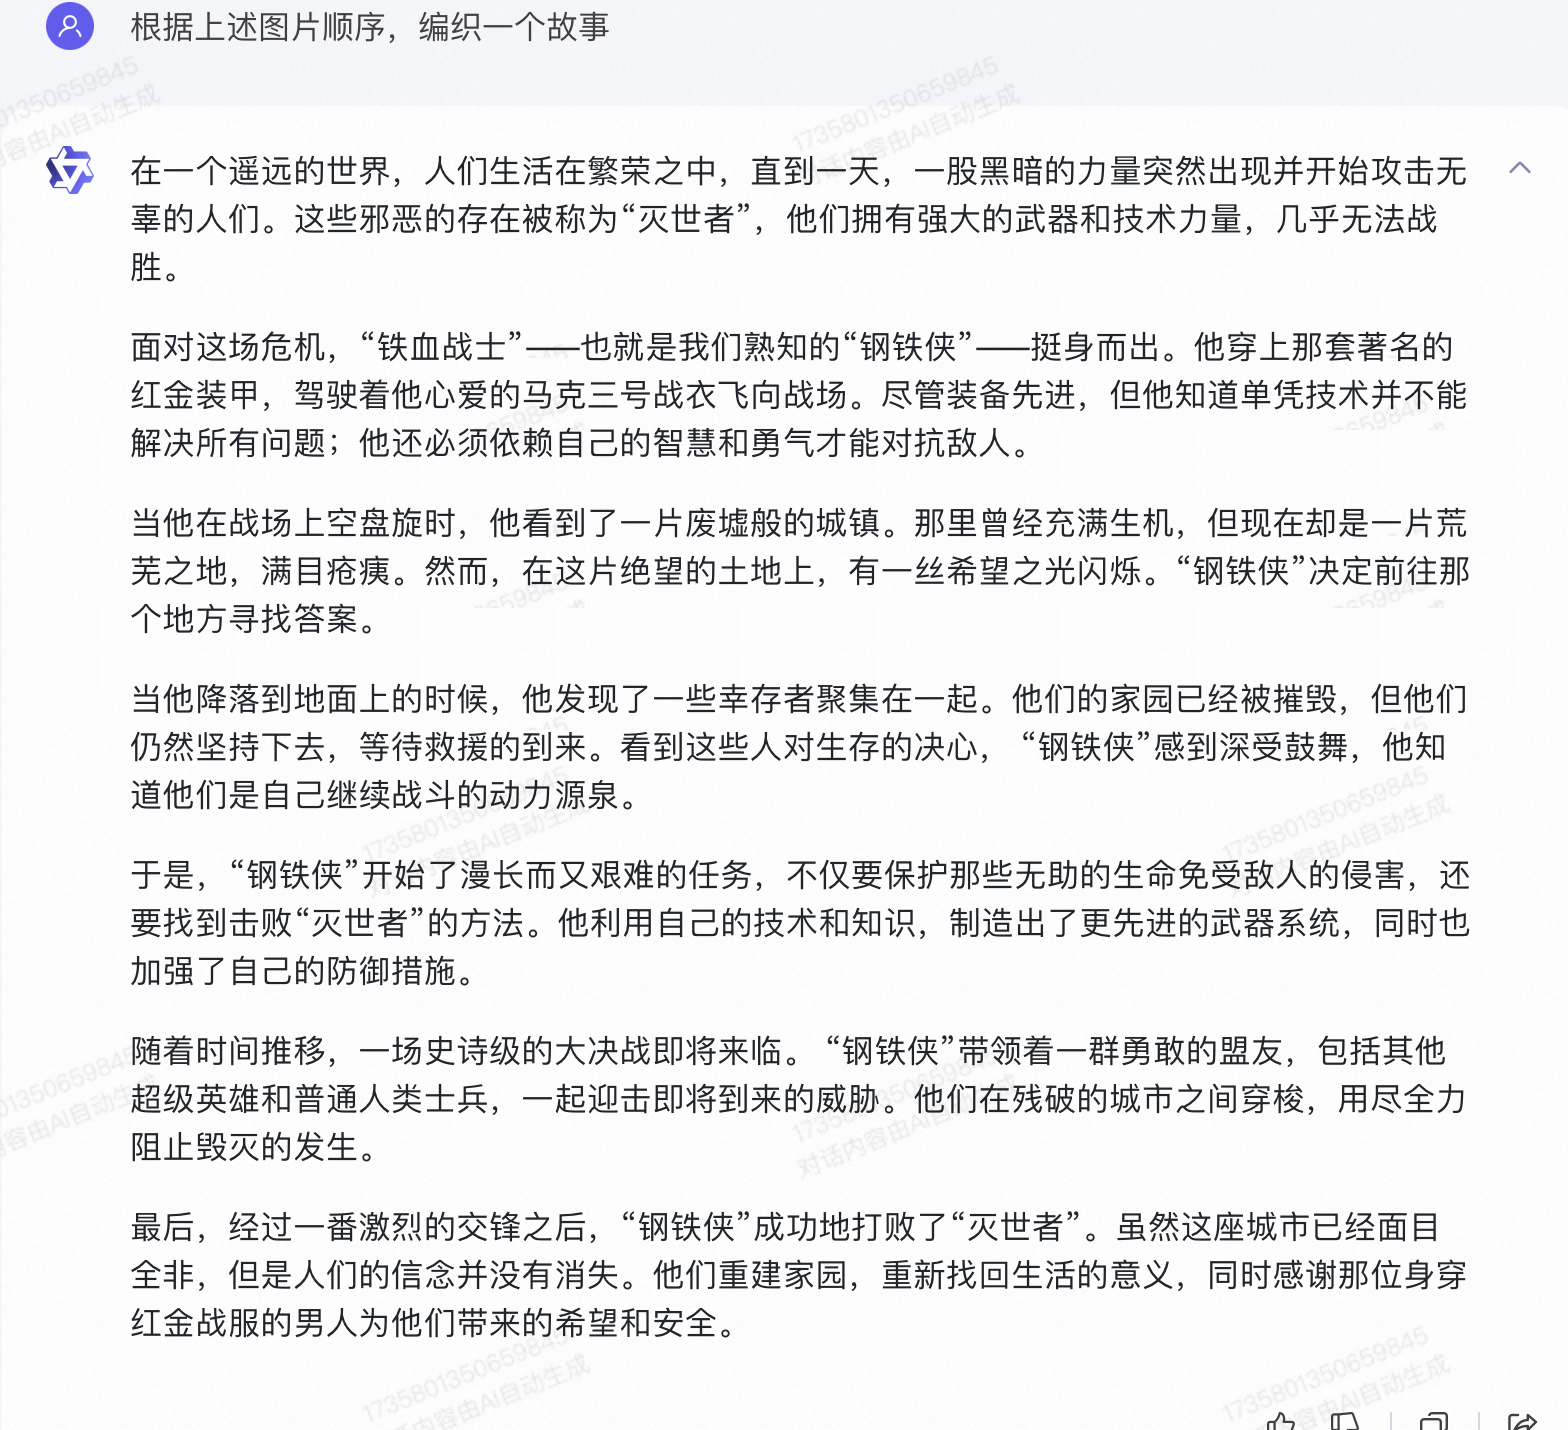 根据上述图片顺序，编织一个故事
1735801350659845
对话内容由AI自动生成
在一个遥远的世界，人们生活在繁荣之中，直到一天，一股黑暗的力量突然出现并开始攻击无
辜的人们。这些邪恶的存在被称为“灭世者”，他们拥有强大的武器和技术力量，几乎无法战
胜。
面对这场危机，“铁血战士”——也就是我们熟知的“钢铁侠”——挺身而出。他穿上那套著名的
红金装甲，驾驶着他心爱的马克三号战衣飞向战场。尽管装备先进，但他知道单凭技术并不能
解决所有问题；他还必须依赖自己的智慧和勇气才能对抗敌人。
当他在战场上空盘旋时，他看到了一片废墟般的城镇。那里曾经充满生机，但现在却是一片荒
芜之地，满目疮痍。然而，在这片绝望的土地上，有一丝希望之光闪烁。“钢铁侠”决定前往那
个地方寻找答案。
当他降落到地面上的时候，他发现了一些幸存者聚集在一起。他们的家园已经被摧毁，但他们
仍然坚持下去，等待救援的到来。看到这些人对生存的决心， “钢铁侠”感到深受鼓舞，他知
道他们是自己继续战斗的动力源泉。
于是，“钢铁侠”开始了漫长而又艰难的任务，不仅要保护那些无助的生命免受敌人的侵害，还
要找到击败“灭世者”的方法。他利用自己的技术和知识，制造出了更先进的武器系统，同时也
加强了自己的防御措施。
随着时间推移，一场史诗级的大决战即将来临。 “钢铁侠”带领着一群勇敢的盟友，包括其他
超级英雄和普通人类士兵，一起迎击即将到来的威胁。他们在残破的城市之间穿梭，用尽全力
阻止毁灭的发生。
最后，经过一番激烈的交锋之后，“钢铁侠”成功地打败了“灭世者”。虽然这座城市已经面目
全非，但是人们的信念并没有消失。他们重建家园，重新找回生活的意义，同时感谢那位身穿
红金战服的男人为他们带来的希望和安全。